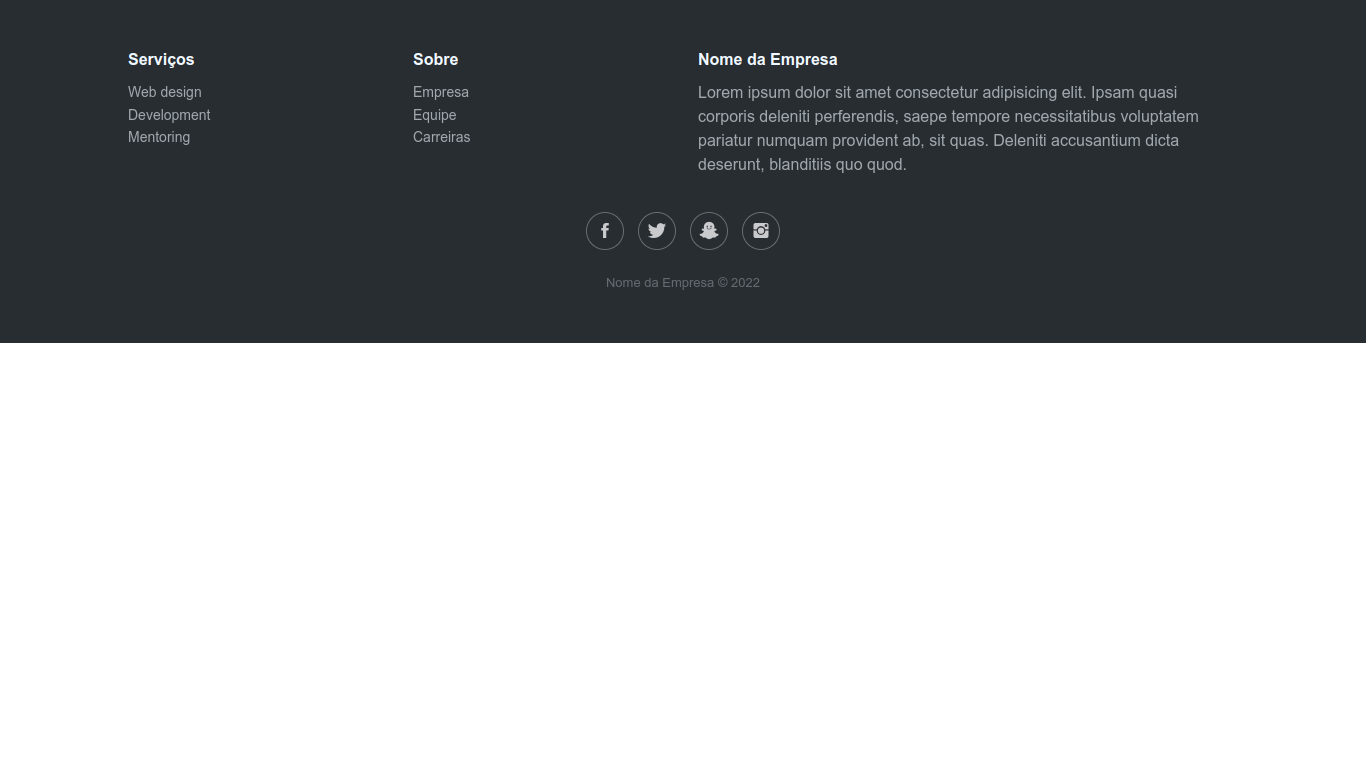 Serviços
Web design
Development
Mentoring
Sobre
Empresa
Equipe
Carreiras
Nome da Empresa
Lorem ipsum dolor sit amet consectetur adipisicing elit. Ipsam quasi
corporis deleniti perferendis, saepe tempore necessitatibus voluptatem
pariatur numquam provident ab, sit quas. Deleniti accusantium dicta
deserunt, blanditiis quo quod.
Nome da Empresa © 2022